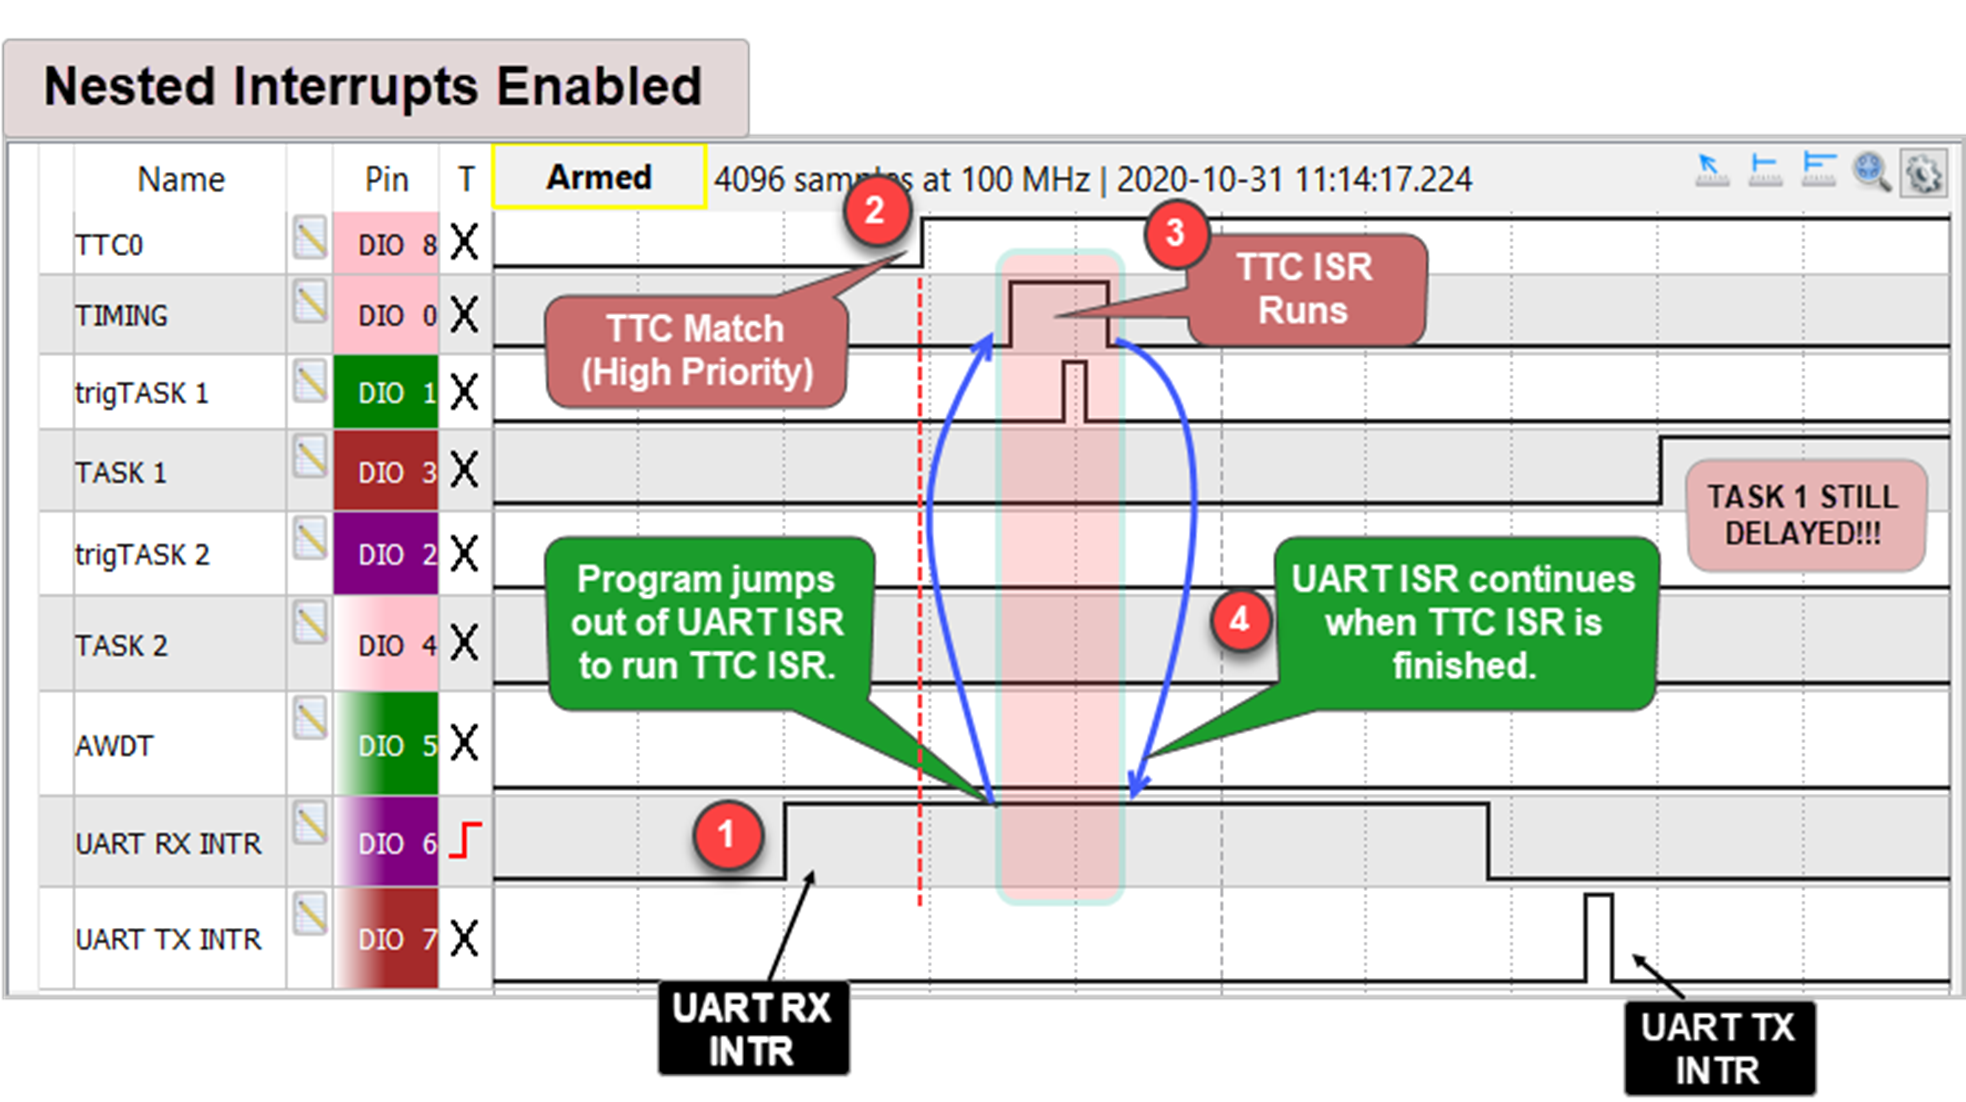 Nested Interrupts Enabled
Name Pin T Armed 4096 samples at 100 MHz | 2020-10-31 11:14:17.224
2
3
TTC0 DIO 8 X
TTC ISR
Runs
TIMING DIO 0 X
TTC Match
(High Priority)
trigTASK 1 DIO 1 X
TASK 1 DIO 3 X
TASK 1 STILL
DELAYED!!!
trigTASK 2 DIO 2 X
Program jumps
out of UART ISR
to run TTC ISR.
4
UART ISR continues
when TTC ISR is
finished.
TASK 2 DIO 4 X
AWDT DIO 5 X
1
UART RX INTR DIO 6
UART TX INTR DIO 7 X
UART RX
INTR
UART TX
INTR